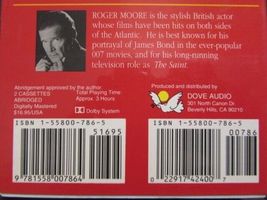 ROGER MOORE is the stylish British actor
whose films have been hits on both sides
of the Atlantic. He is best known for his
portrayal of James Bond in the ever-popular
007 movies, and for his long-running
television role as The Saint.
Abridgement approved by the author.
2 CASSETTES
ABRIDGED
Digitally Mastered
$16.95/USA
Total Playing Time:
Approx. 3 Hours
Dolby System
Produced and distributed by
DOVE AUDIO
301 North Canon Dr.
Beverly Hills, CA 90210
ISBN 1-55800-786-5
51695
9 781558 007864
ISBN 1-55800-786-5
00786
0 22917 42400 7